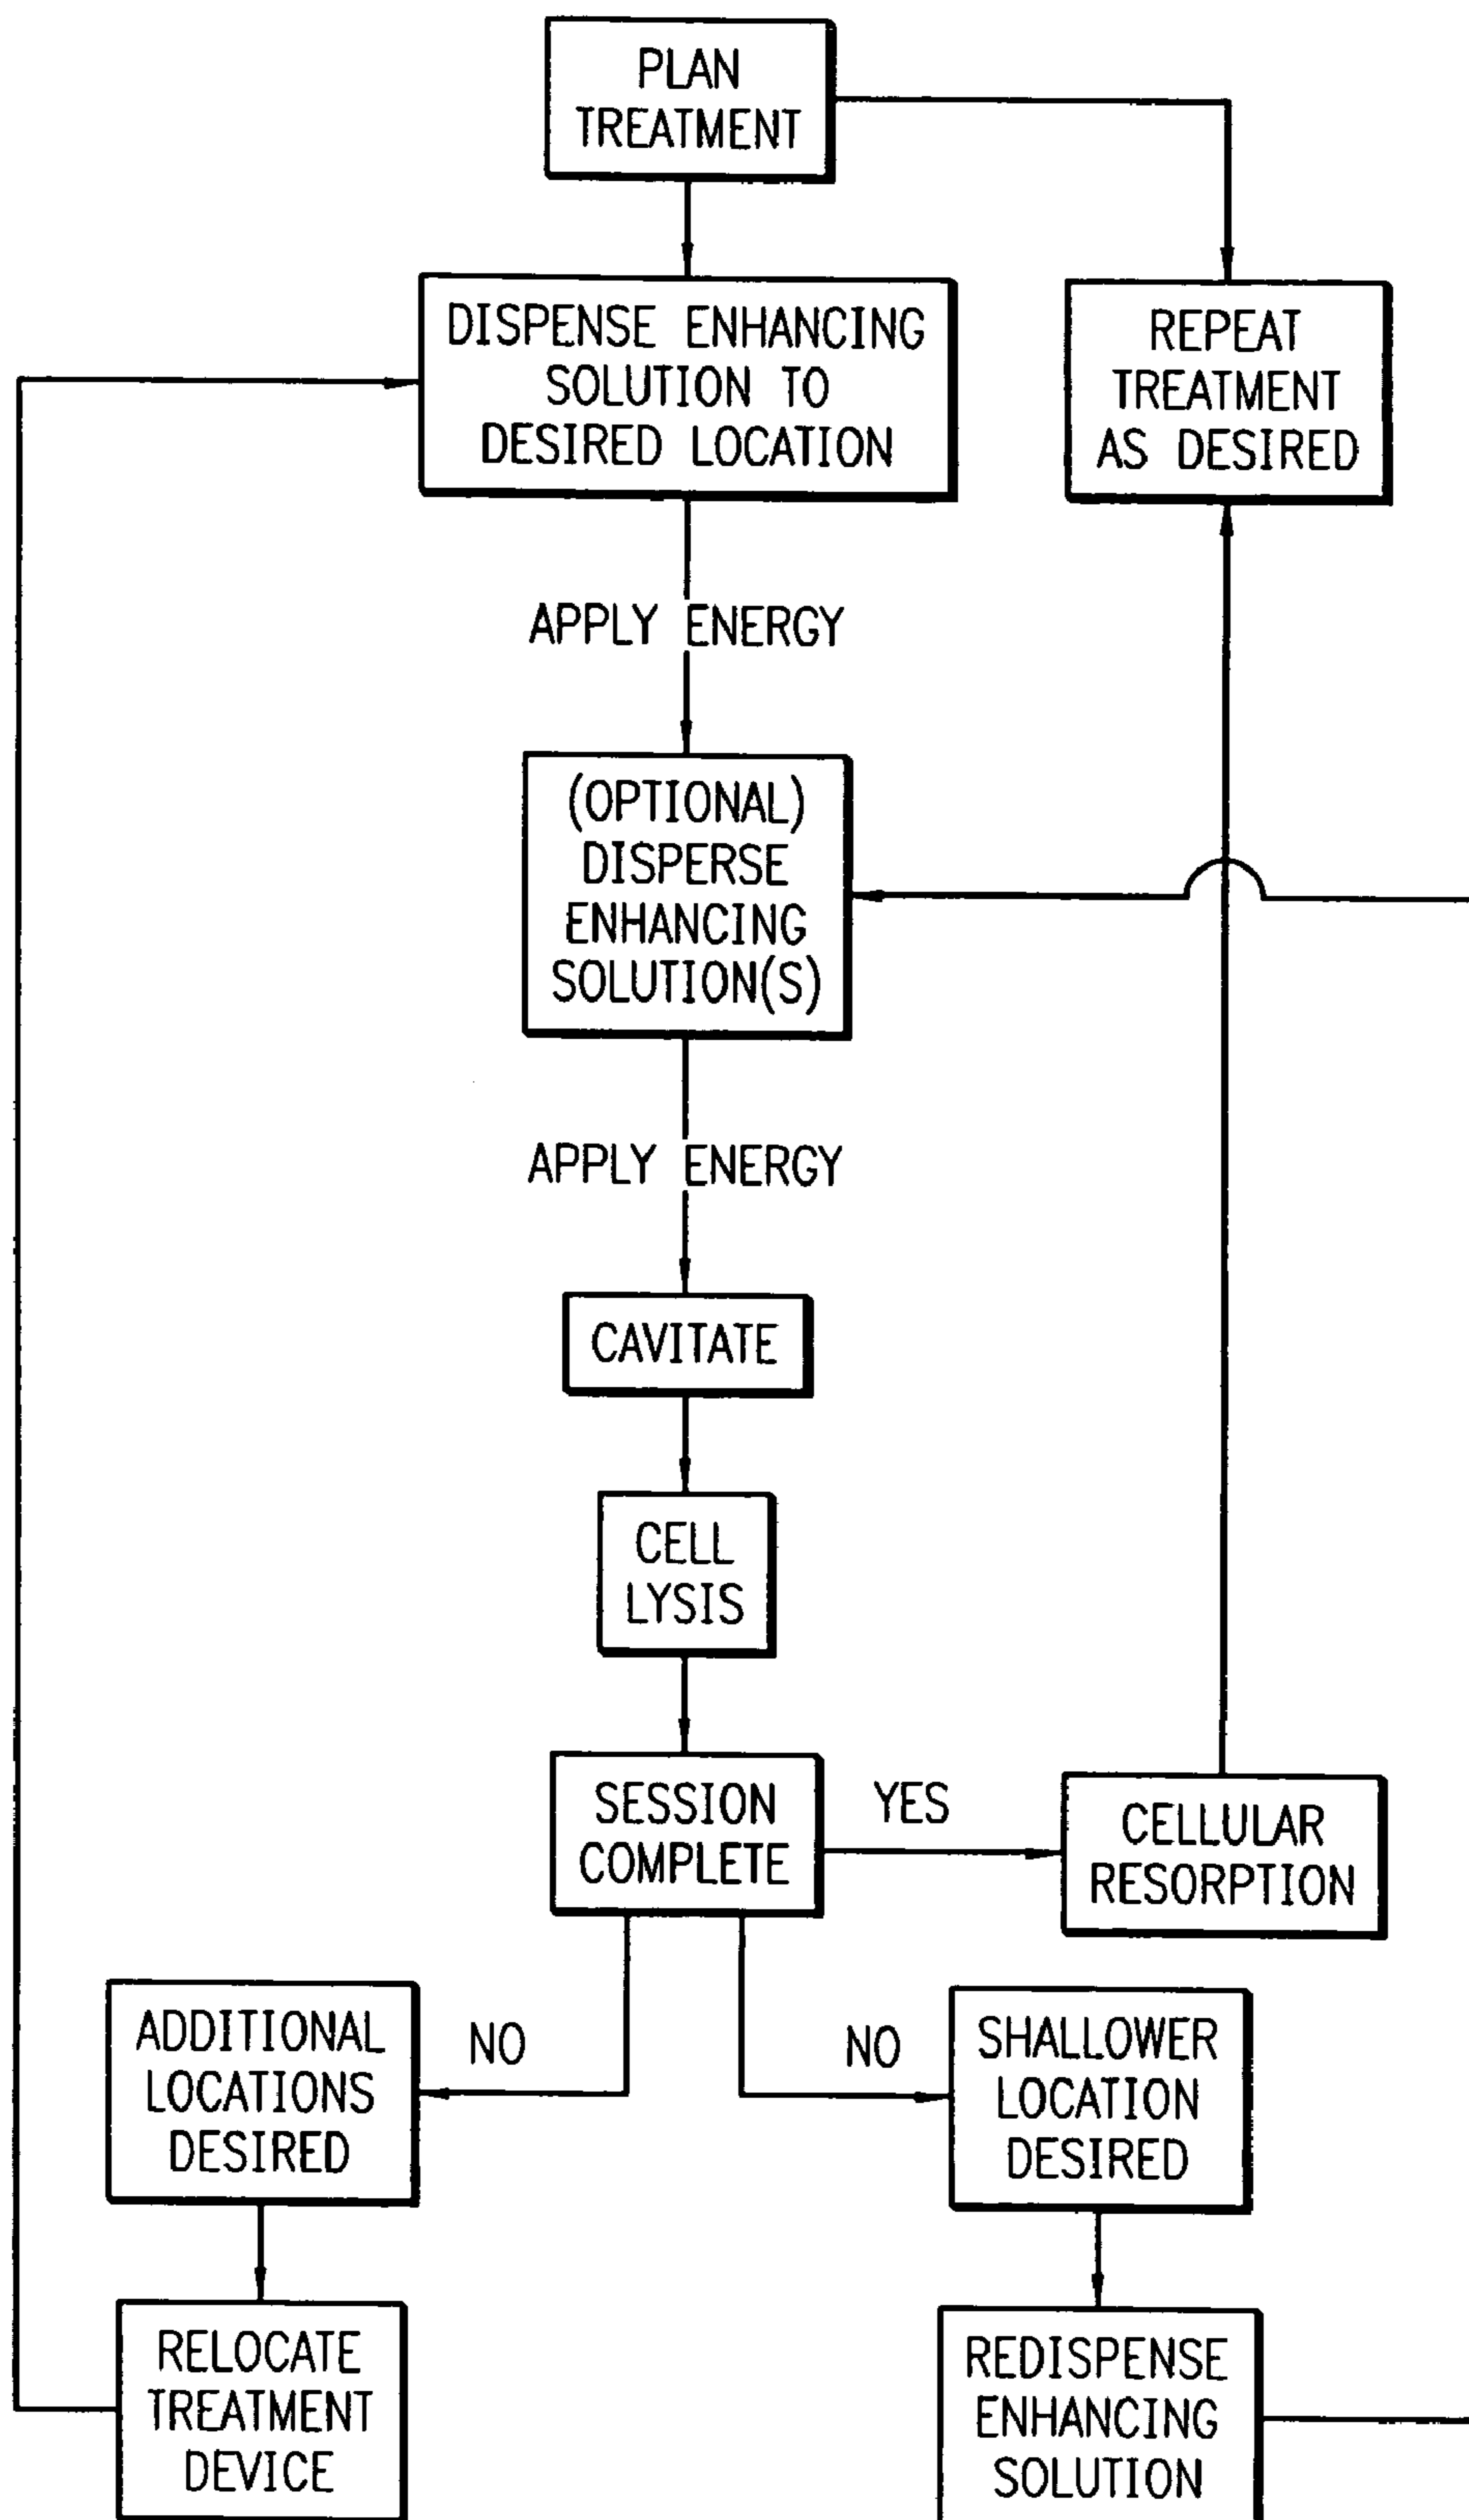 PLAN
TREATMENT
DISPENSE ENHANCING
SOLUTION TO
DESIRED LOCATION
REPEAT
TREATMENT
AS DESIRED
APPLY ENERGY
(OPTIONAL)
DISPERSE
ENHANCING
SOLUTION(S)
APPLY ENERGY
CAVITATE
CELL
LYSIS
SESSION
COMPLETE
YES
CELLULAR
RESORPTION
ADDITIONAL
LOCATIONS
DESIRED
NO
NO
SHALLOWER
LOCATION
DESIRED
RELOCATE
TREATMENT
DEVICE
REDISPENSE
ENHANCING
SOLUTION